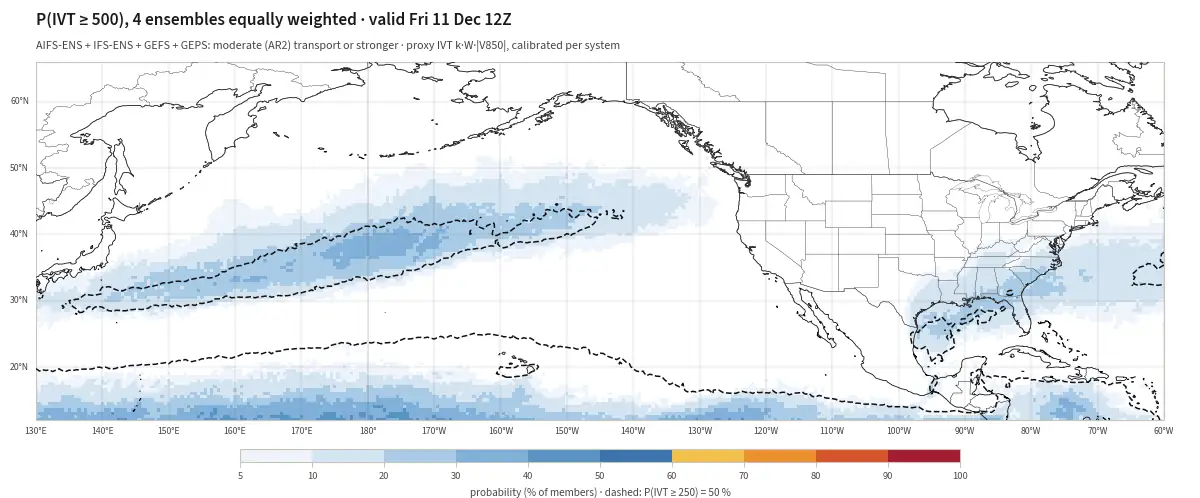 P(IVT ≥ 500), 4 ensembles equally weighted · valid Fri 11 Dec 12Z
AIFS-ENS + IFS-ENS + GEFS + GEPS: moderate (AR2) transport or stronger · proxy IVT k·W·|V850|, calibrated per system
60°N
50°N
40°N
30°N
20°N
130°E 140°E 150°E 160°E 170°E 180° 170°W 160°W 150°W 140°W 130°W 120°W 110°W 100°W 90°W 80°W 70°W 60°W
5 10 20 30 40 50 60 70 80 90 100
probability (% of members) · dashed: P(IVT ≥ 250) = 50 %